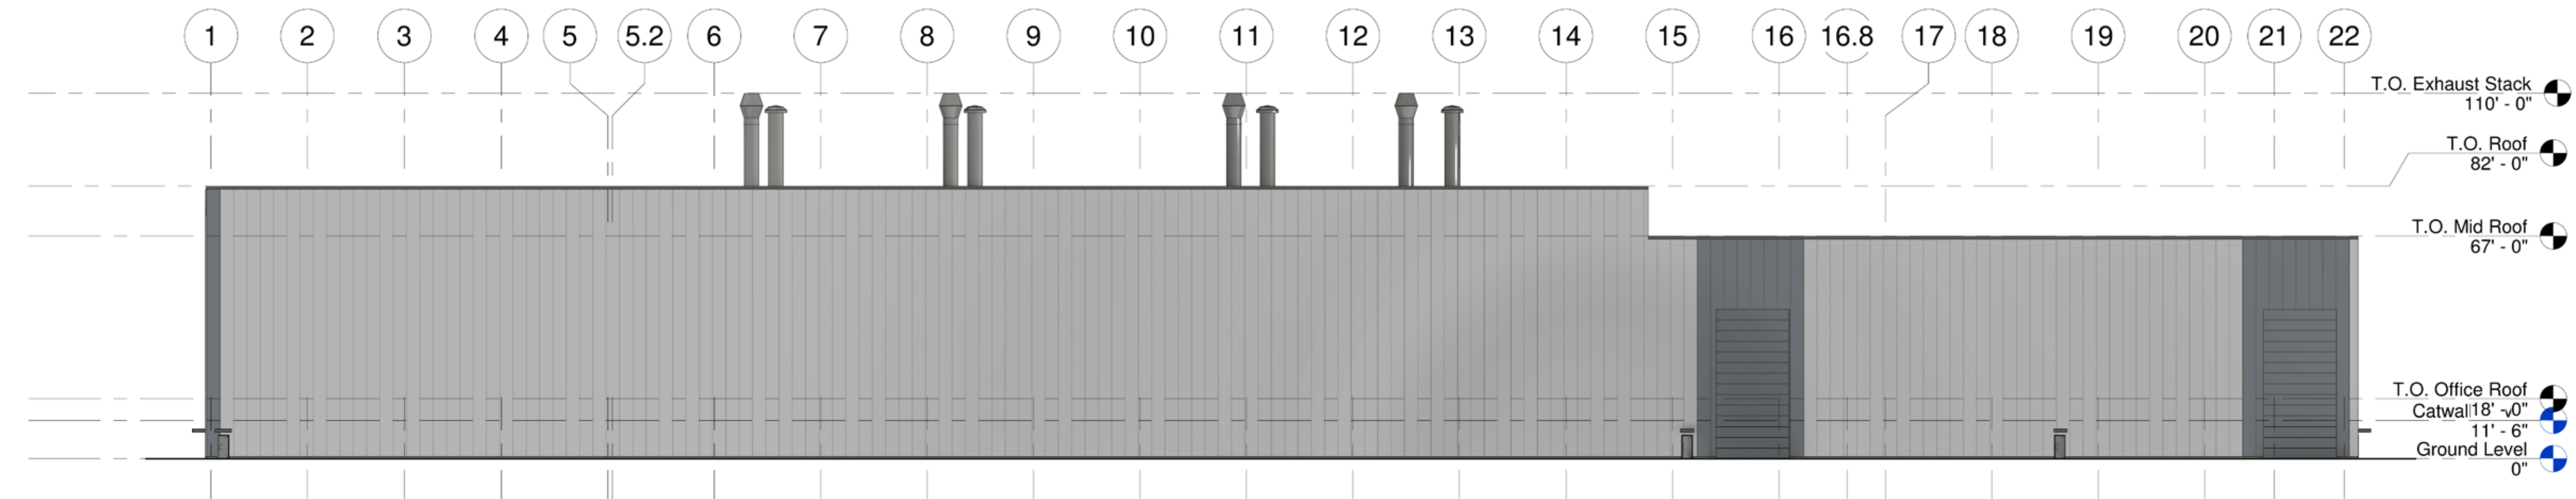 1 2 3 4 5 5.2 6 7 8 9 10 11 12 13 14 15 16 16.8 17 18 19 20 21 22
T.O. Exhaust Stack
110' - 0"
T.O. Roof
82' - 0"
T.O. Mid Roof
67' - 0"
T.O. Office Roof
18' - 0"
11' - 6"
Ground Level
0"